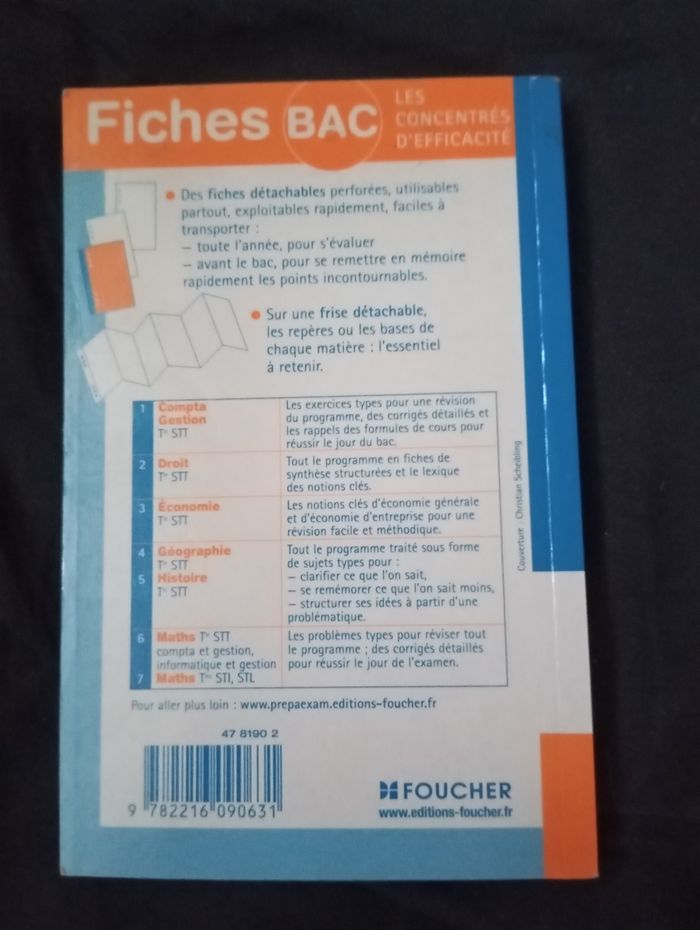 Fiches BAC
LES
CONCENTRÉS
D'EFFICACITÉ
● Des fiches détachables perforées, utilisables
partout, exploitables rapidement, faciles à
transporter :
– toute l'année, pour s'évaluer
– avant le bac, pour se remettre en mémoire
rapidement les points incontournables.
● Sur une frise détachable,
les repères ou les bases de
chaque matière : l'essentiel
à retenir.
1 Compta
Gestion
Tle STT
Les exercices types pour une révision
du programme, des corrigés détaillés et
les rappels des formules de cours pour
réussir le jour du bac.
2 Droit
Tle STT
Tout le programme en fiches de
synthèse structurées et le lexique
des notions clés.
3 Économie
Tle STT
Les notions clés d'économie générale
et d'économie d'entreprise pour une
révision facile et méthodique.
4 Géographie
Tle STT
5 Histoire
Tle STT
Tout le programme traité sous forme
de sujets types pour :
– clarifier ce que l'on sait,
– se remémorer ce que l'on sait moins,
– structurer ses idées à partir d'une
problématique.
6 Maths Tle STT
compta et gestion,
informatique et gestion
7 Maths Tles STI, STL
Les problèmes types pour réviser tout
le programme ; des corrigés détaillés
pour réussir le jour de l'examen.
Pour aller plus loin : www.prepaexam.editions-foucher.fr
47 8190 2
9 782216 090631
FOUCHER
www.editions-foucher.fr
Couverture : Christian Scheibling